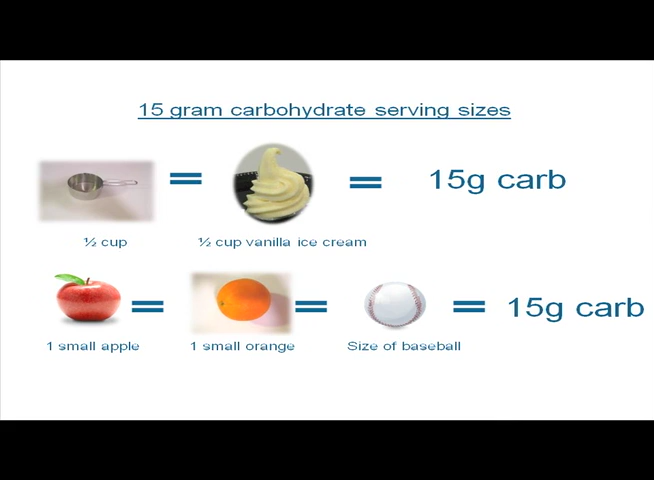 15 gram carbohydrate serving sizes
= = 15g carb
½ cup ½ cup vanilla ice cream
= = = 15g carb
1 small apple 1 small orange Size of baseball